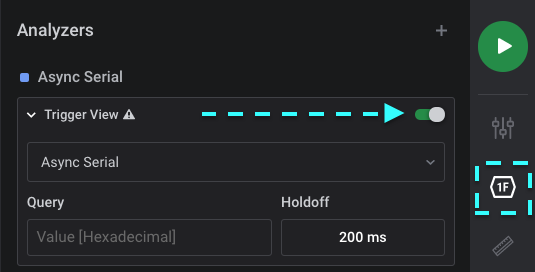 Analyzers
Async Serial
Trigger View
Async Serial
Query
Holdoff
Value [Hexadecimal]
200 ms
1F